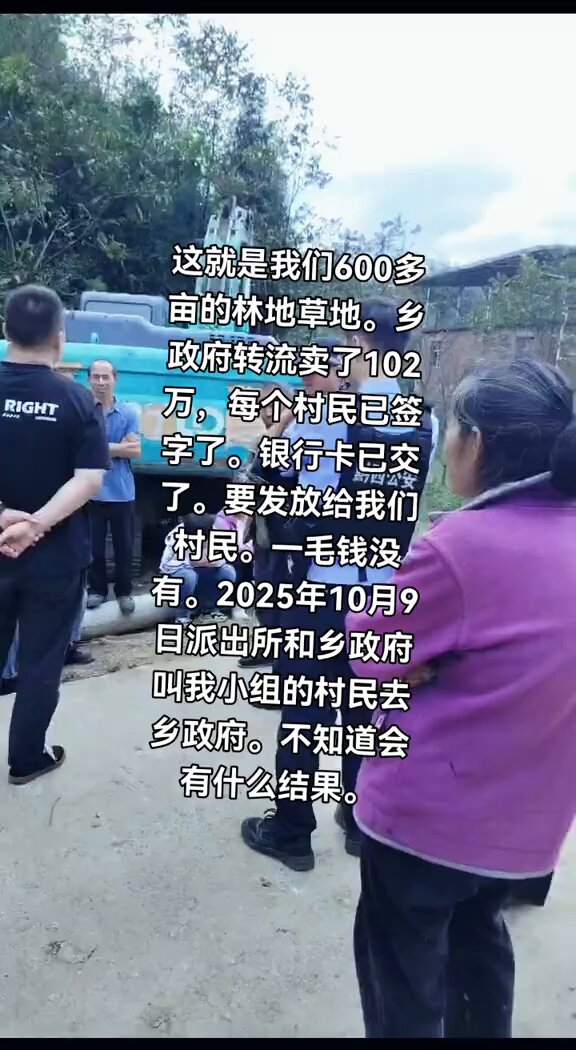 这就是我们600多
亩的林地草地。乡
政府转流卖了102
万，每个村民已签
字了。银行卡已交
了。要发放给我们
村民。一毛钱没
有。2025年10月9
日派出所和乡政府
叫我小组的村民去
乡政府。不知道会
有什么结果。
RIGHT